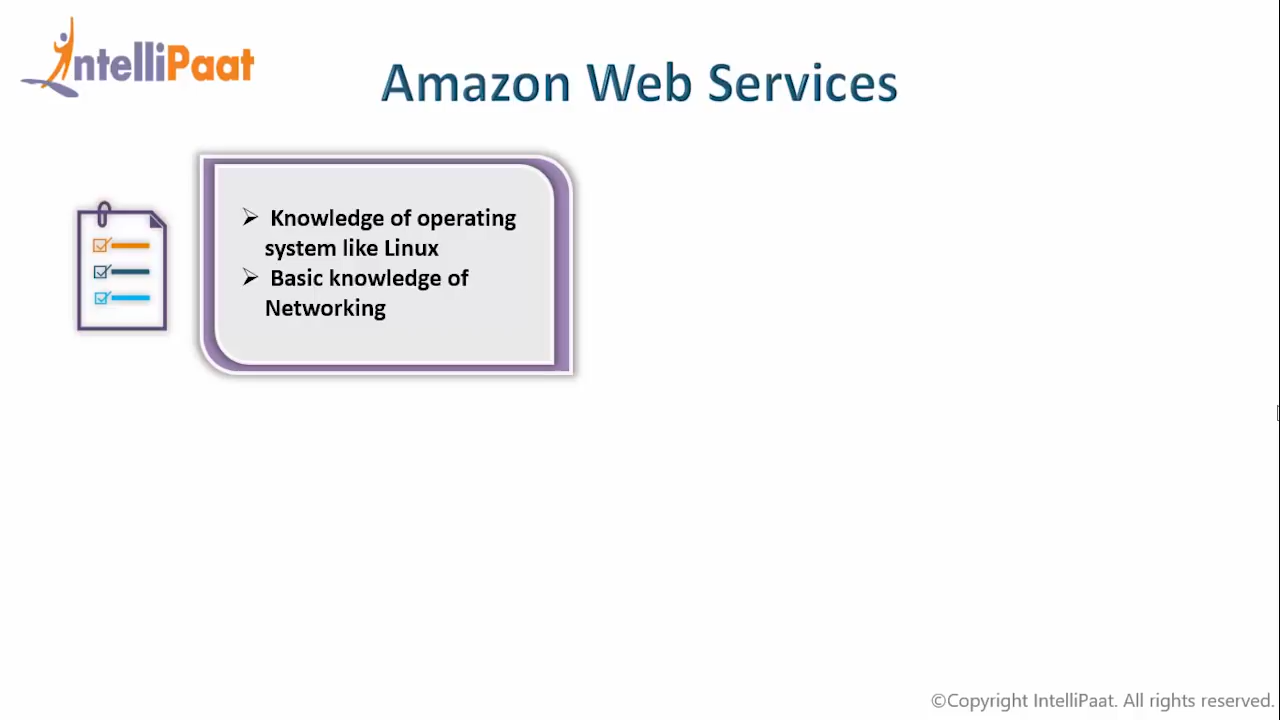 IntelliPaat
Amazon Web Services
➢ Knowledge of operating
system like Linux
➢ Basic knowledge of
Networking
©Copyright IntelliPaat. All rights reserved.